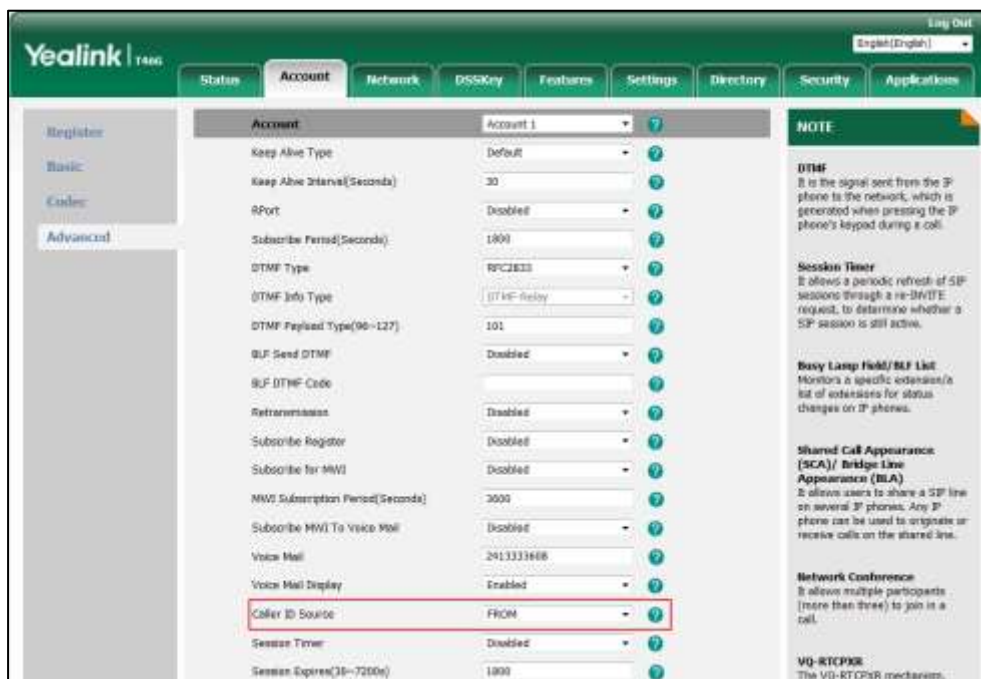 Log Out
Yealink T46G
English(English)
Status Account Network DSSKey Features Settings Directory Security Applications
Register
Basic
Codec
Advanced
Account Account 1
Keep Alive Type Default
Keep Alive Interval(Seconds) 30
RPort Disabled
Subscribe Period(Seconds) 1800
DTMF Type RFC2833
DTMF Info Type DTMF-Relay
DTMF Payload Type(96~127) 101
BLF Send DTMF Disabled
BLF DTMF Code
Retransmission Disabled
Subscribe Register Disabled
Subscribe for MWI Disabled
MWI Subscription Period(Seconds) 3600
Subscribe MWI To Voice Mail Disabled
Voice Mail 2413333608
Voice Mail Display Enabled
Caller ID Source FROM
Session Timer Disabled
Session Expires(30~7200s) 1800
NOTE
DTMF
It is the signal sent from the IP
phone to the network, which is
generated when pressing the IP
phone's keypad during a call.
Session Timer
It allows a periodic refresh of SIP
sessions through a re-INVITE
request, to determine whether a
SIP session is still active.
Busy Lamp Field/BLF List
Monitors a specific extension/a
list of extensions for status
changes on IP phones.
Shared Call Appearance
(SCA)/ Bridge Line
Appearance (BLA)
It allows users to share a SIP line
on several IP phones. Any IP
phone can be used to originate or
receive calls on the shared line.
Network Conference
It allows multiple participants
(more than three) to join in a
call.
VQ-RTCPXR
The VQ-RTCPXR mechanism,